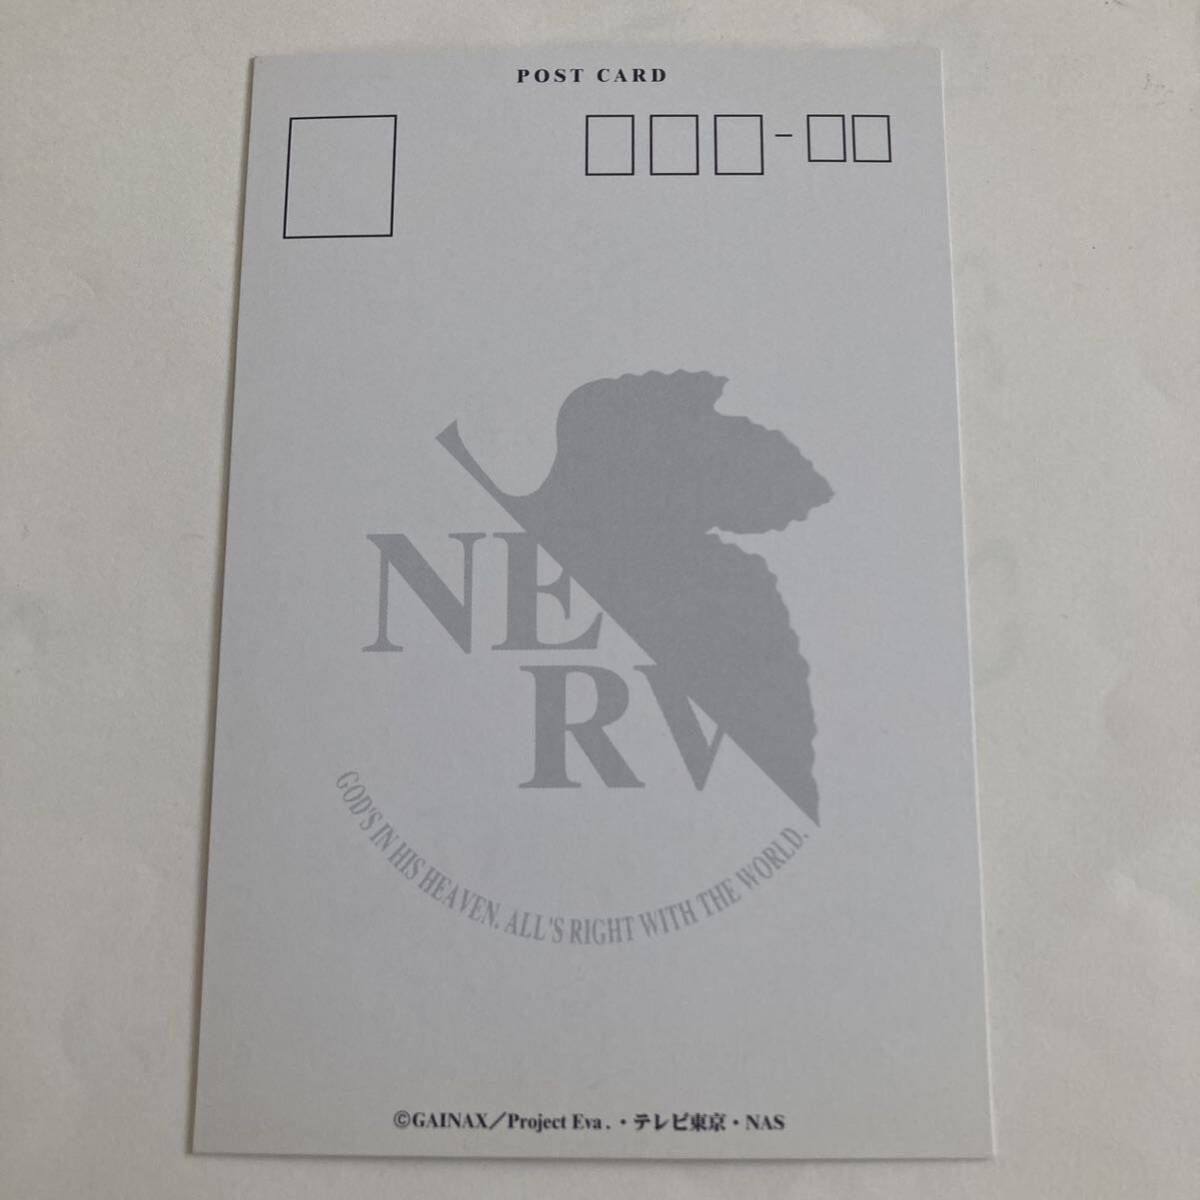 POST CARD
NE
RV
GOD'S IN HIS HEAVEN. ALL'S RIGHT WITH THE WORLD.
©GAINAX／Project Eva.・テレビ東京・NAS